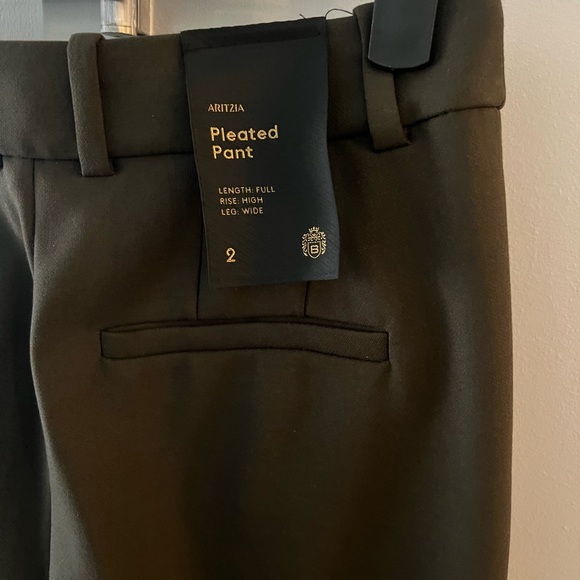 ARITZIA
Pleated
Pant
LENGTH: FULL
RISE: HIGH
LEG: WIDE
2
B